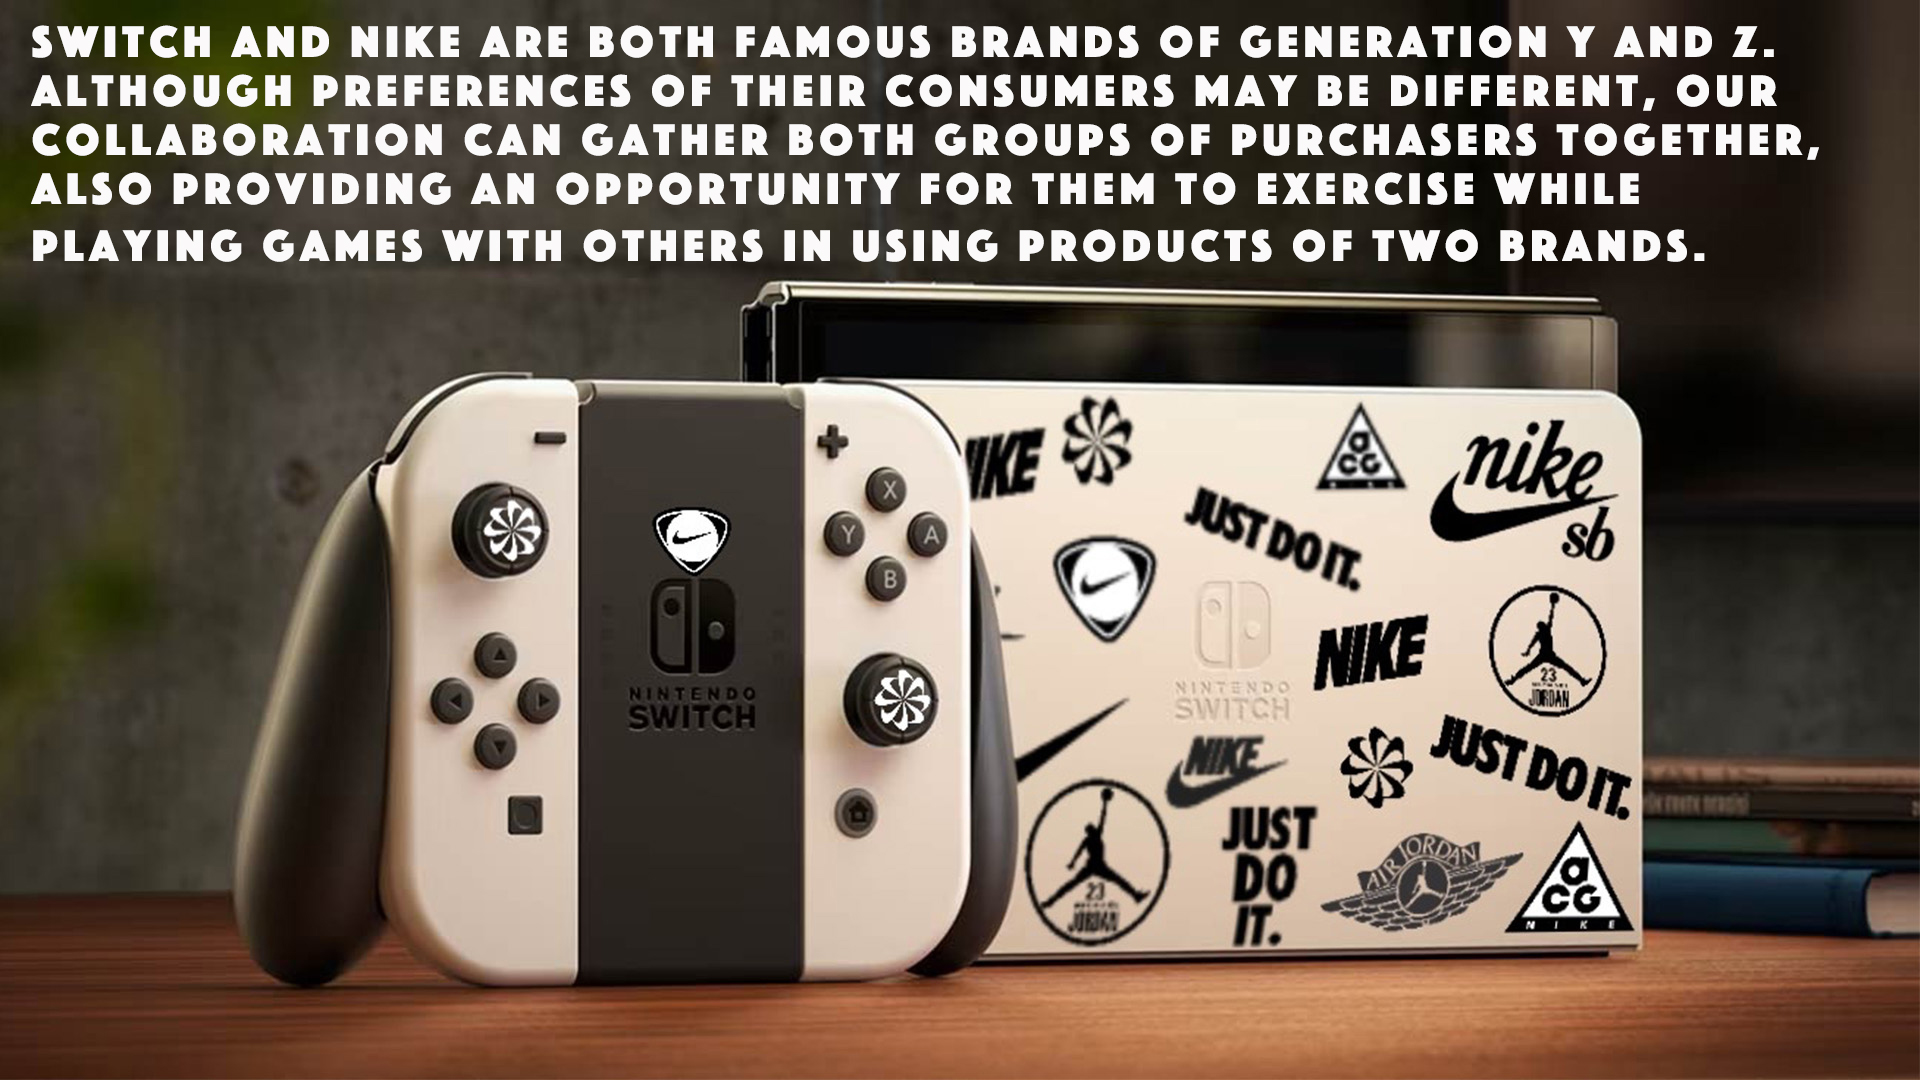 SWITCH AND NIKE ARE BOTH FAMOUS BRANDS OF GENERATION Y AND Z.
ALTHOUGH PREFERENCES OF THEIR CONSUMERS MAY BE DIFFERENT, OUR
COLLABORATION CAN GATHER BOTH GROUPS OF PURCHASERS TOGETHER,
ALSO PROVIDING AN OPPORTUNITY FOR THEM TO EXERCISE WHILE
PLAYING GAMES WITH OTHERS IN USING PRODUCTS OF TWO BRANDS.
X
Y
A
B
NINTENDO
SWITCH
NIKE
aCG
nike
sb
JUST DO IT.
NIKE
23
JORDAN
NINTENDO
SWITCH
NIKE
JUST DO IT.
23
JORDAN
JUST
DO
IT.
AIR JORDAN
aCG
NIKE